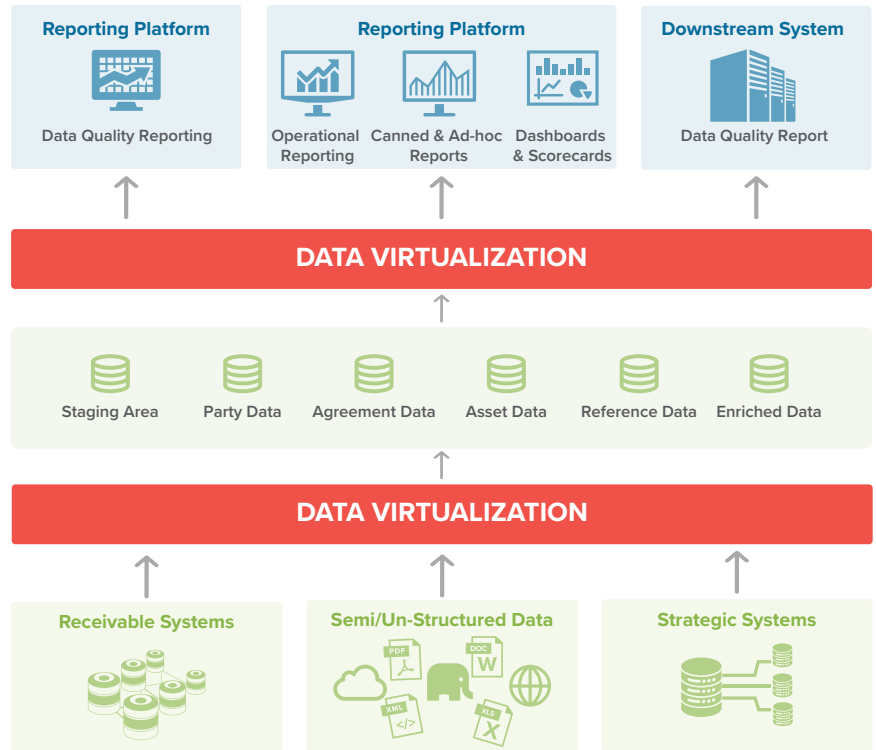 Reporting Platform
Data Quality Reporting
Reporting Platform
Operational
Reporting
Canned & Ad-hoc
Reports
Dashboards
& Scorecards
Downstream System
Data Quality Report
DATA VIRTUALIZATION
Staging Area
Party Data
Agreement Data
Asset Data
Reference Data
Enriched Data
DATA VIRTUALIZATION
Receivable Systems
Semi/Un-Structured Data
PDF
DOC
W
XML
</>
XLS
X
Strategic Systems